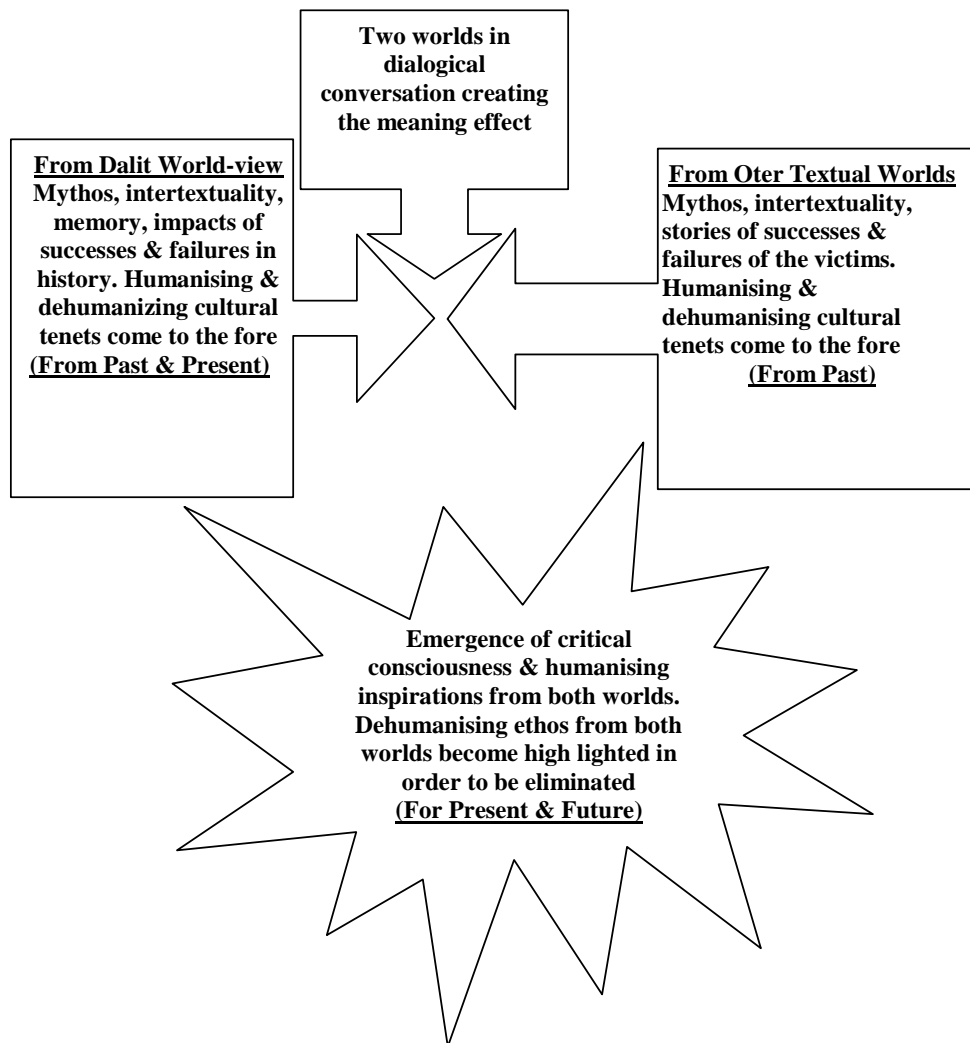 Two worlds in
dialogical
conversation creating
the meaning effect
From Dalit World-view
Mythos, intertextuality,
memory, impacts of
successes & failures in
history. Humanising &
dehumanizing cultural
tenets come to the fore
(From Past & Present)
From Oter Textual Worlds
Mythos, intertextuality,
stories of successes &
failures of the victims.
Humanising &
dehumanising cultural
tenets come to the fore
(From Past)
Emergence of critical
consciousness & humanising
inspirations from both worlds.
Dehumanising ethos from both
worlds become high lighted in
order to be eliminated
(For Present & Future)